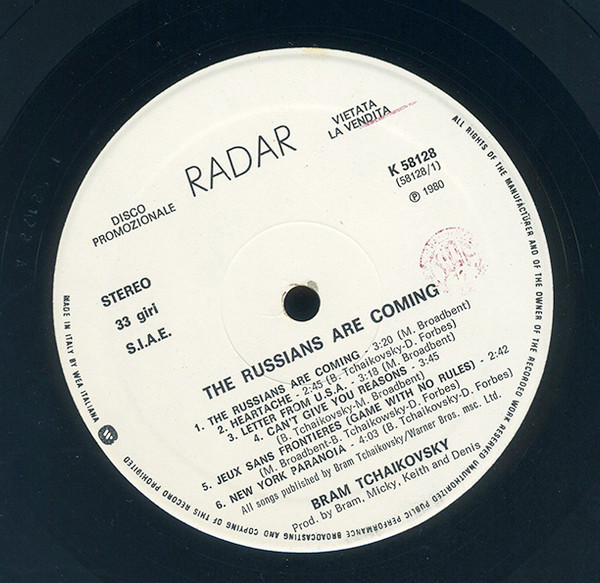 RADAR
VIETATA
LA VENDITA
DISCO
PROMOZIONALE
K 58128
(58128/1)
℗ 1980
STEREO
33 giri
S.I.A.E.
THE RUSSIANS ARE COMING
1. THE RUSSIANS ARE COMING - 3:20 (M. Broadbent)
2. HEARTACHE - 2:45 (B. Tchaikovsky-D. Forbes)
3. LETTER FROM U.S.A. - 3:18 (M. Broadbent)
4. CAN'T GIVE YOU REASONS - 3:45
(B. Tchaikovsky-M. Broadbent)
5. JEUX SANS FRONTIERES (GAME WITH NO RULES) - 2:42
(M. Broadbent-B. Tchaikovsky-D. Forbes)
6. NEW YORK PARANOIA - 4:03 (B. Tchaikovsky-D. Forbes)
All songs published by Bram Tchaikovsky/Warner Bros. msc. Ltd.
BRAM TCHAIKOVSKY
Prod. by Bram, Micky, Keith and Denis
MADE IN ITALY BY WEA ITALIANA
ALL RIGHTS OF THE MANUFACTURER AND OF THE OWNER OF THE RECORDED WORK RESERVED UNAUTHORIZED PUBLIC PERFORMANCE BROADCASTING AND COPYING OF THIS RECORD PROHIBITED